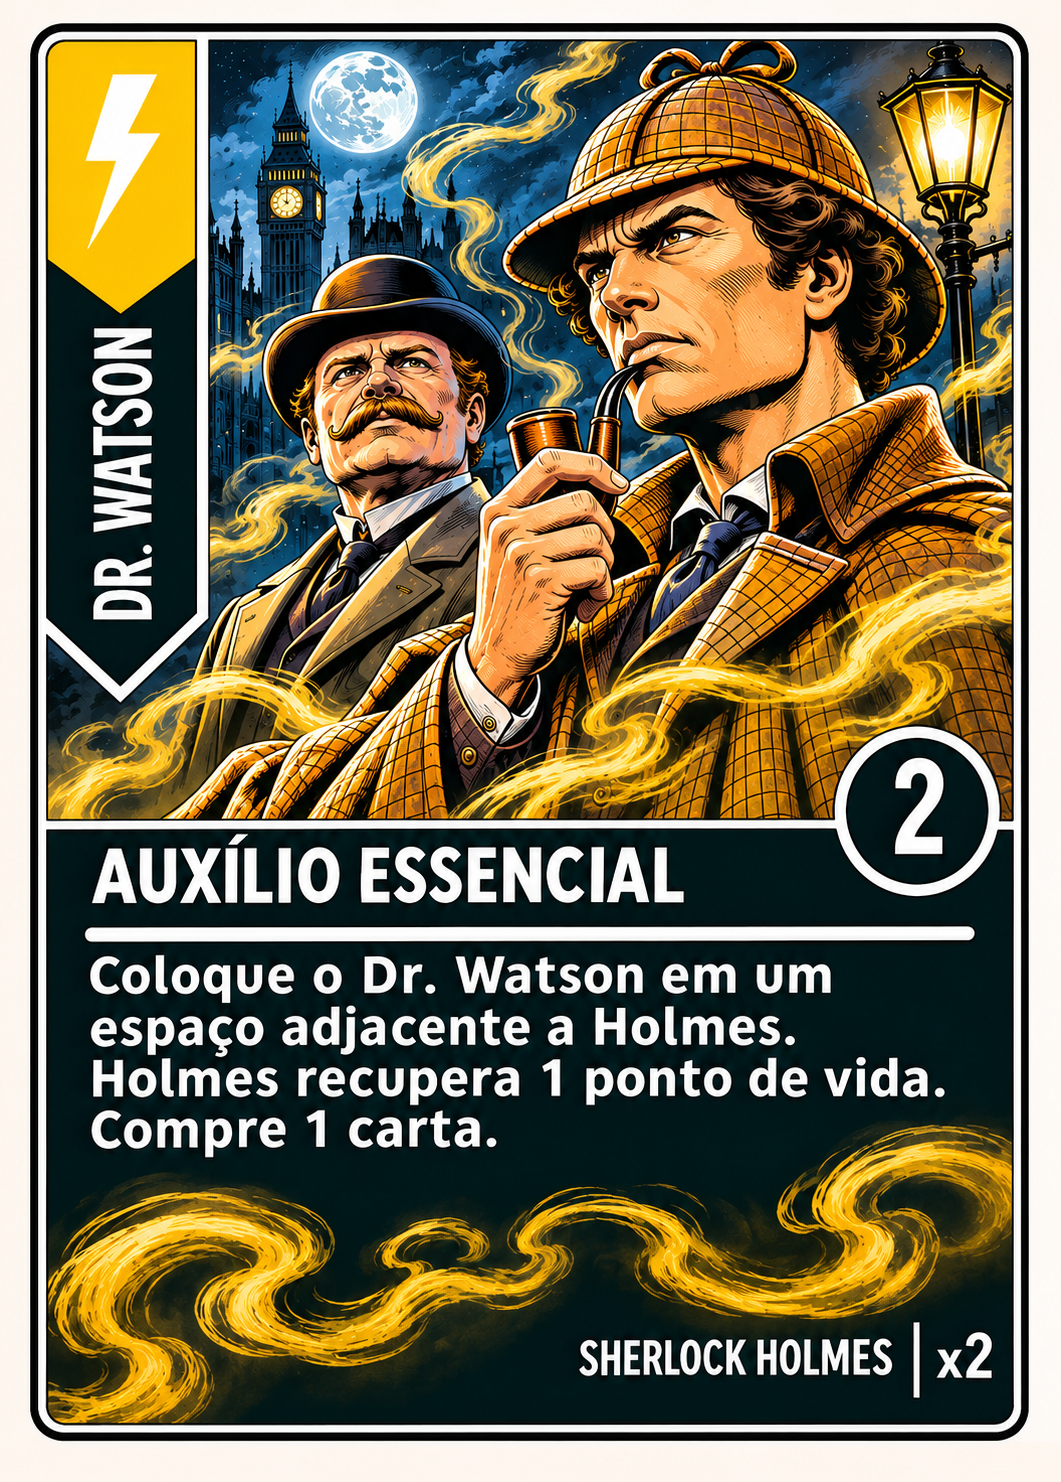 DR. WATSON
2
AUXÍLIO ESSENCIAL
Coloque o Dr. Watson em um
espaço adjacente a Holmes.
Holmes recupera 1 ponto de vida.
Compre 1 carta.
SHERLOCK HOLMES | x2